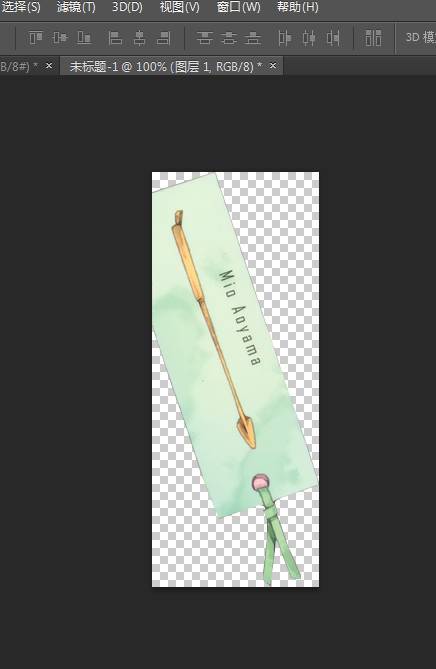 选择(S) 滤镜(T) 3D(D) 视图(V) 窗口(W) 帮助(H)
3D 模
B/8#) * × 未标题-1 @ 100% (图层 1, RGB/8) * ×
Mio Aoyama